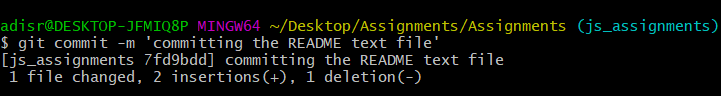 adisr@DESKTOP-JFMIQ8P MINGW64 ~/Desktop/Assignments/Assignments (js_assignments)
$ git commit -m 'committing the README text file'
[js_assignments 7fd9bdd] committing the README text file
 1 file changed, 2 insertions(+), 1 deletion(-)